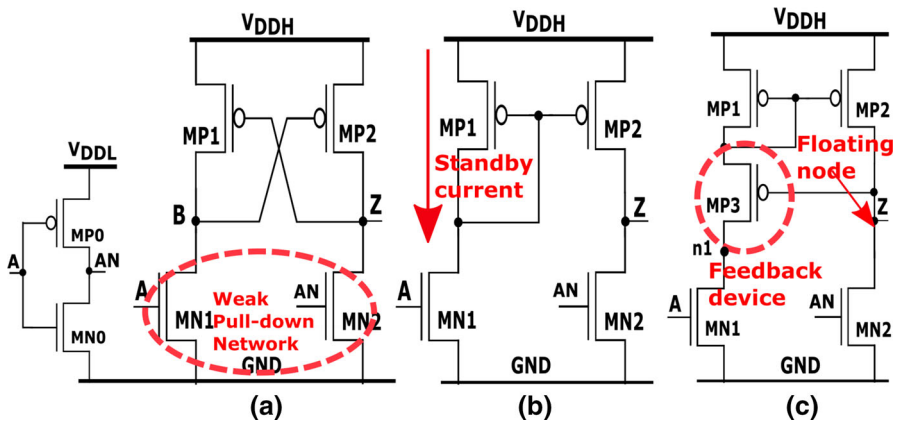 VDDL
MP0
A
AN
MN0
VDDH
MP1
MP2
B
Z
A
AN
Weak
Pull-down
Network
MN1
MN2
GND
(a)
VDDH
MP1
MP2
Standby
current
Z
A
AN
MN1
MN2
GND
(b)
VDDH
MP1
MP2
Floating
node
MP3
Z
n1
Feedback
device
A
AN
MN1
MN2
GND
(c)